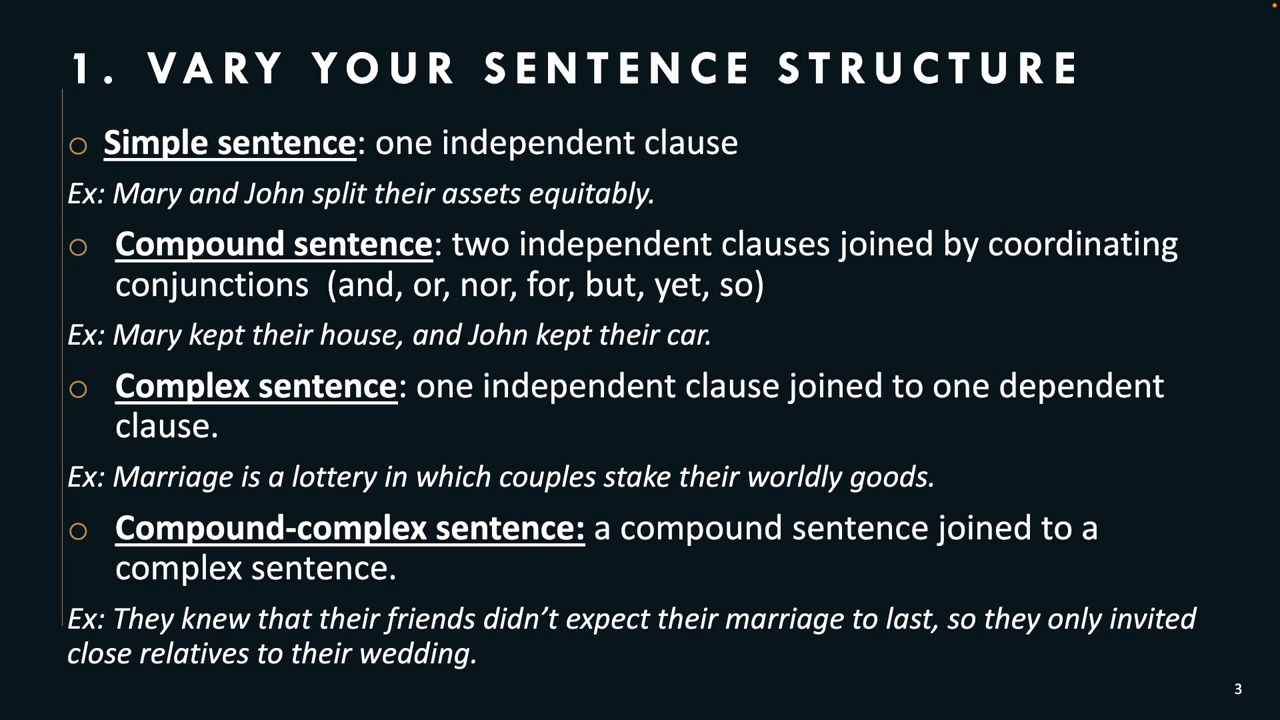 1. VARY YOUR SENTENCE STRUCTURE
Simple sentence: one independent clause
Ex: Mary and John split their assets equitably.
Compound sentence: two independent clauses joined by coordinating
conjunctions  (and, or, nor, for, but, yet, so)
Ex: Mary kept their house, and John kept their car.
Complex sentence: one independent clause joined to one dependent
clause.
Ex: Marriage is a lottery in which couples stake their worldly goods.
Compound-complex sentence: a compound sentence joined to a
complex sentence.
Ex: They knew that their friends didn’t expect their marriage to last, so they only invited
close relatives to their wedding.
3